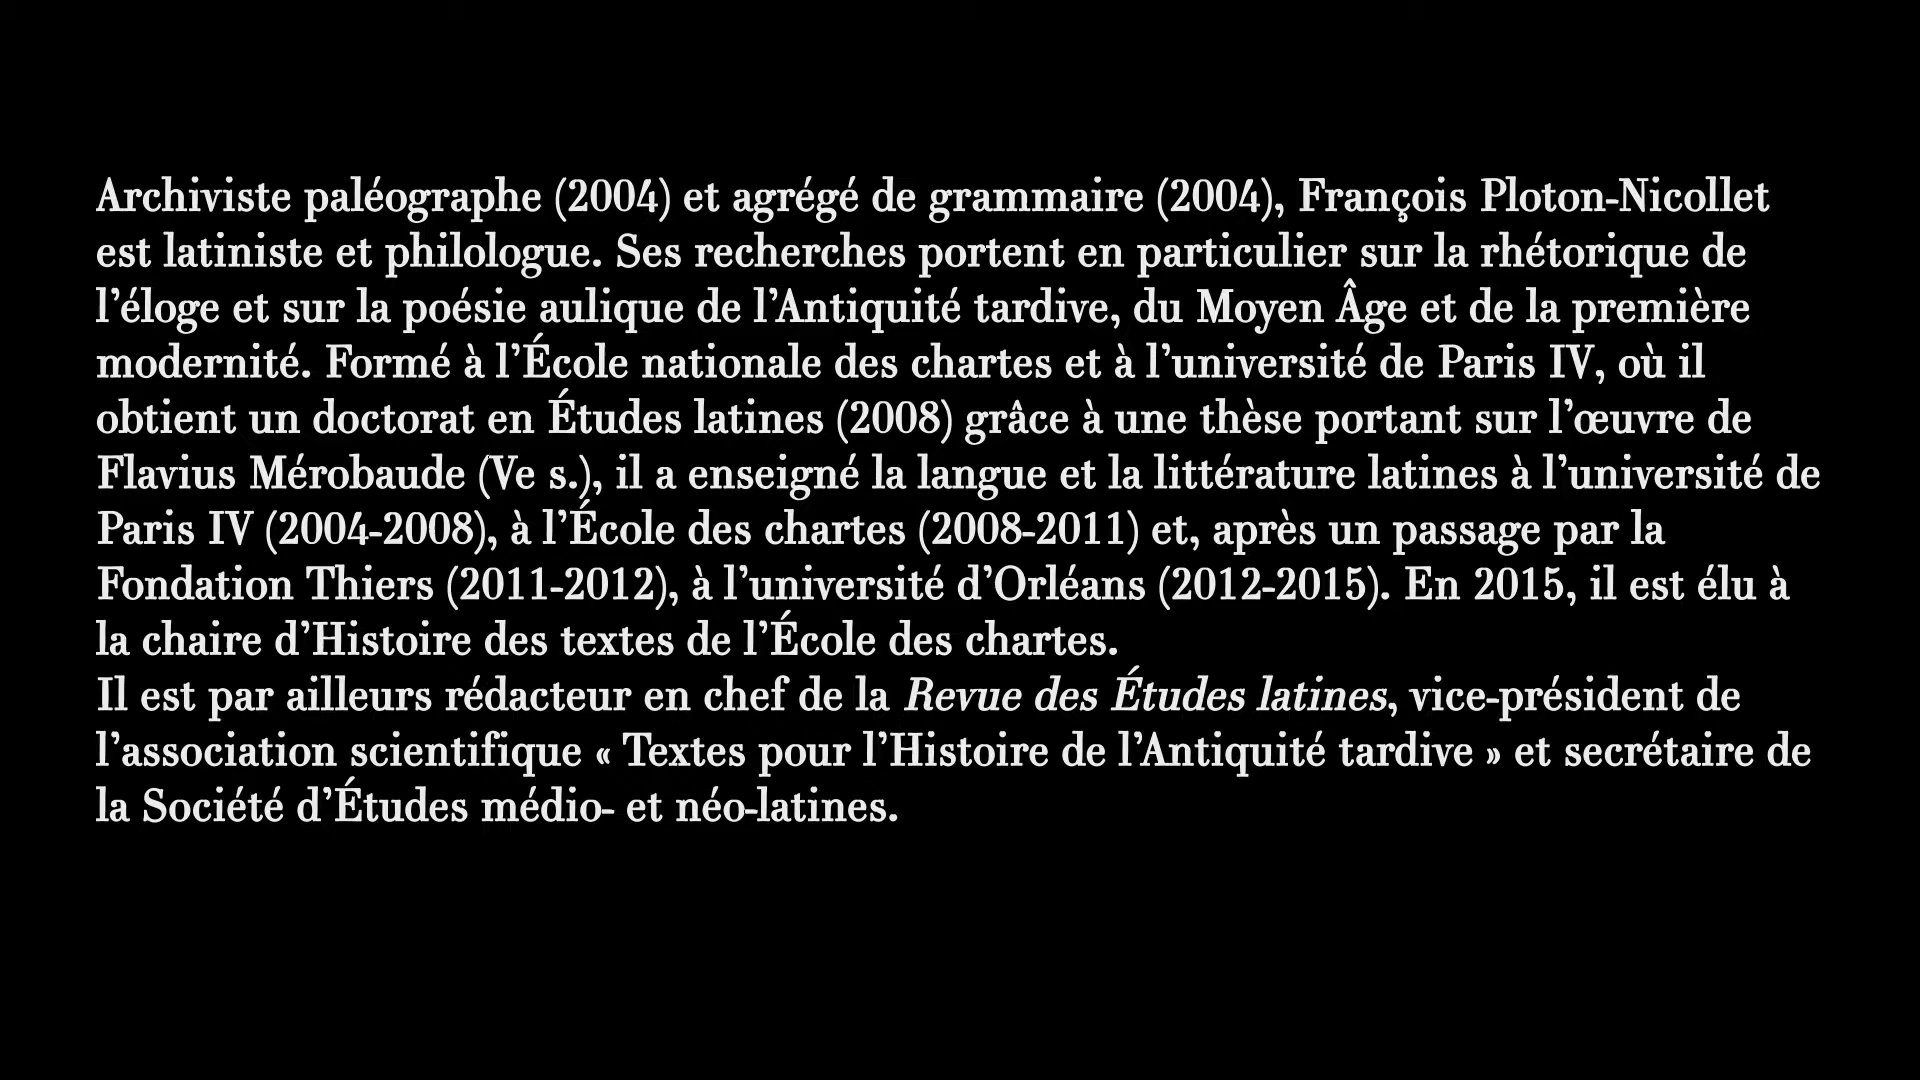 Archiviste paléographe (2004) et agrégé de grammaire (2004), François Ploton-Nicollet
est latiniste et philologue. Ses recherches portent en particulier sur la rhétorique de
l’éloge et sur la poésie aulique de l’Antiquité tardive, du Moyen Âge et de la première
modernité. Formé à l’École nationale des chartes et à l’université de Paris IV, où il
obtient un doctorat en Études latines (2008) grâce à une thèse portant sur l’œuvre de
Flavius Mérobaude (Ve s.), il a enseigné la langue et la littérature latines à l’université de
Paris IV (2004-2008), à l’École des chartes (2008-2011) et, après un passage par la
Fondation Thiers (2011-2012), à l’université d’Orléans (2012-2015). En 2015, il est élu à
la chaire d’Histoire des textes de l’École des chartes.
Il est par ailleurs rédacteur en chef de la Revue des Études latines, vice-président de
l’association scientifique « Textes pour l’Histoire de l’Antiquité tardive » et secrétaire de
la Société d’Études médio- et néo-latines.